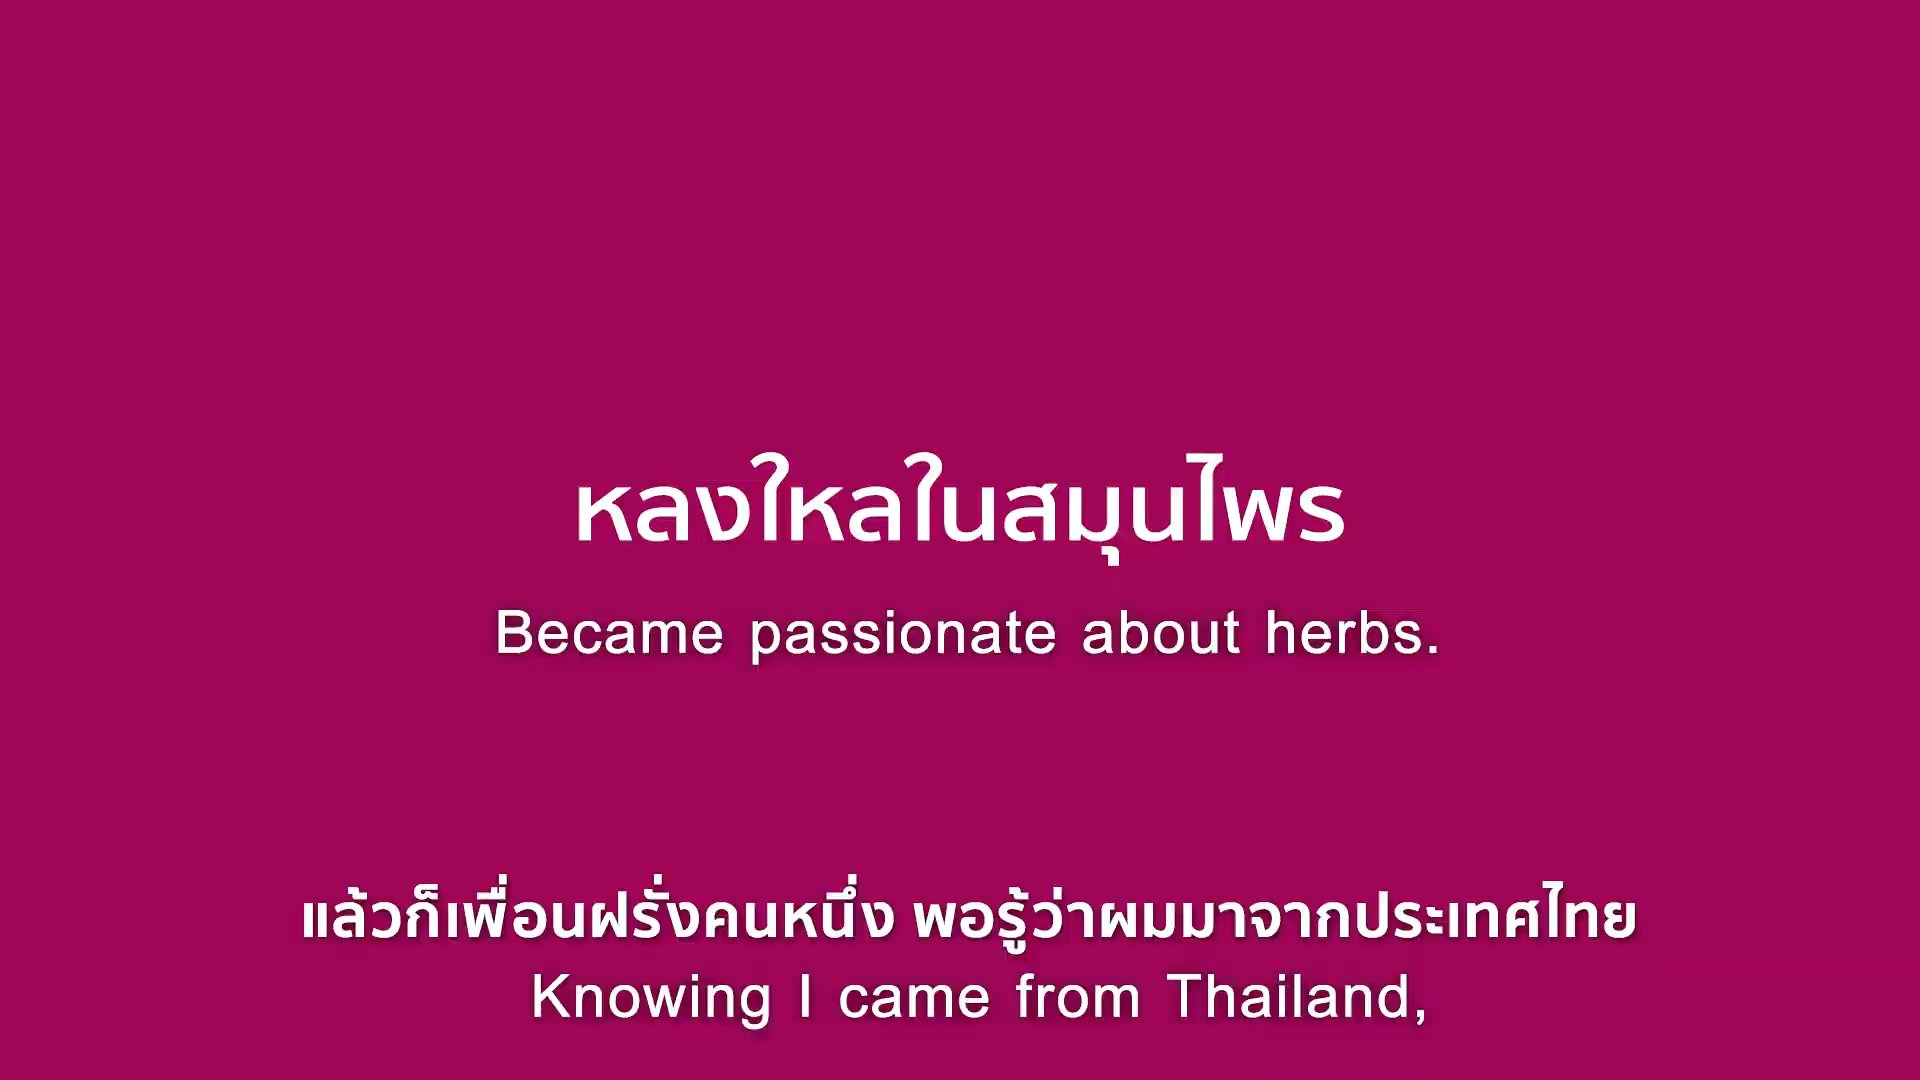 หลงใหลในสมุนไพร
Became passionate about herbs.
แล้วก็เพื่อนฝรั่งคนหนึ่ง พอรู้ว่าผมมาจากประเทศไทย
Knowing I came from Thailand,